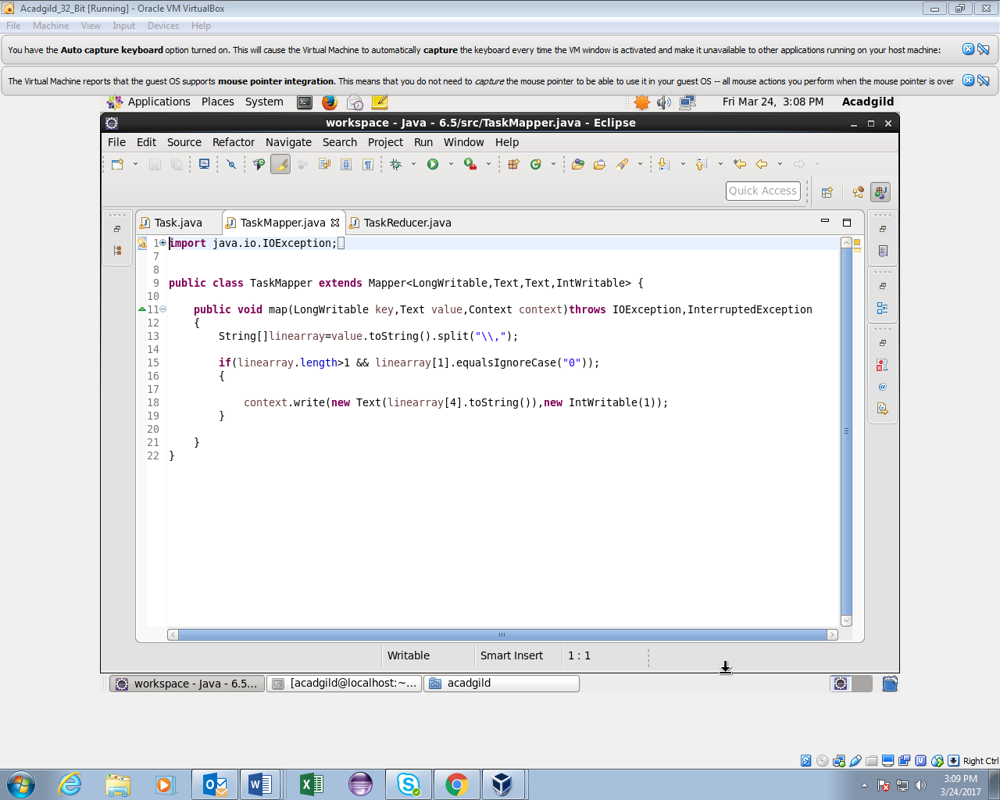 Acadgild_32_Bit [Running] - Oracle VM VirtualBox
File Machine View Input Devices Help
You have the Auto capture keyboard option turned on. This will cause the Virtual Machine to automatically capture the keyboard every time the VM window is activated and make it unavailable to other applications running on your host machine:
The Virtual Machine reports that the guest OS supports mouse pointer integration. This means that you do not need to capture the mouse pointer to be able to use it in your guest OS -- all mouse actions you perform when the mouse pointer is over
Applications Places System Fri Mar 24, 3:08 PM Acadgild
workspace - Java - 6.5/src/TaskMapper.java - Eclipse
File Edit Source Refactor Navigate Search Project Run Window Help
Quick Access
Task.java TaskMapper.java TaskReducer.java
1 import java.io.IOException;
7
8
9 public class TaskMapper extends Mapper<LongWritable,Text,Text,IntWritable> {
10
11 public void map(LongWritable key,Text value,Context context)throws IOException,InterruptedException
12 {
13 String[]linearray=value.toString().split("\\,");
14
15 if(linearray.length>1 && linearray[1].equalsIgnoreCase("0"));
16 {
17
18 context.write(new Text(linearray[4].toString()),new IntWritable(1));
19 }
20
21 }
22 }
Writable Smart Insert 1 : 1
workspace - Java - 6.5... [acadgild@localhost:~... acadgild
Right Ctrl
3:09 PM
3/24/2017